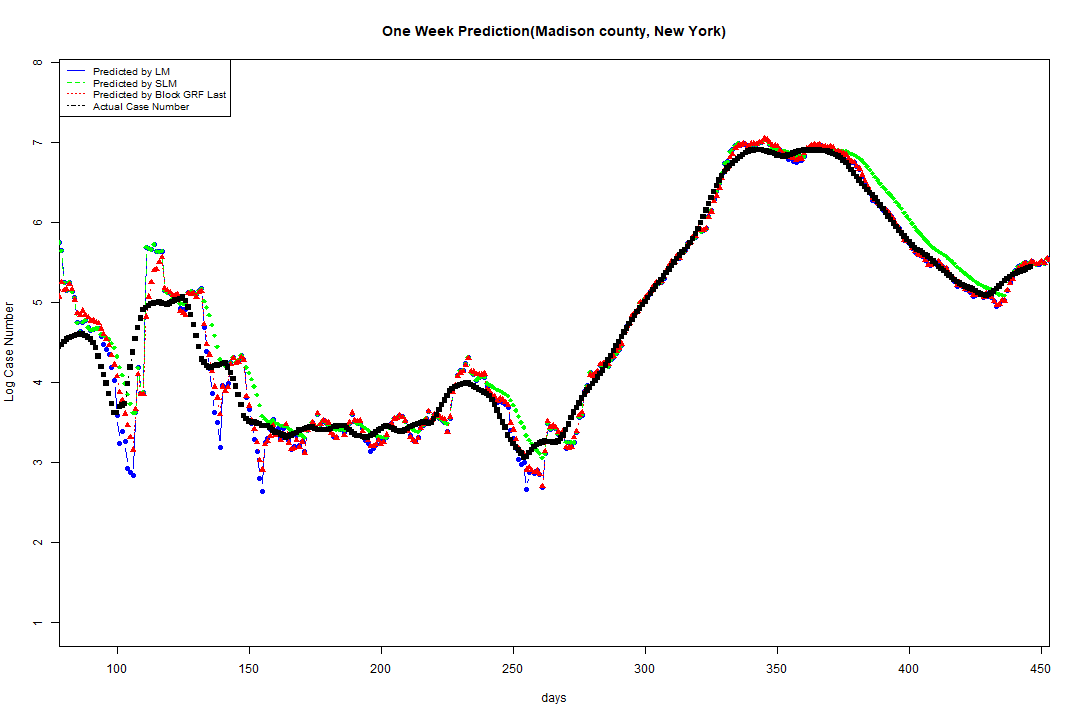 One Week Prediction(Madison county, New York)
Predicted by LM
Predicted by SLM
Predicted by Block GRF Last
Actual Case Number
8
7
6
5
4
3
2
1
Log Case Number
100 150 200 250 300 350 400 450
days